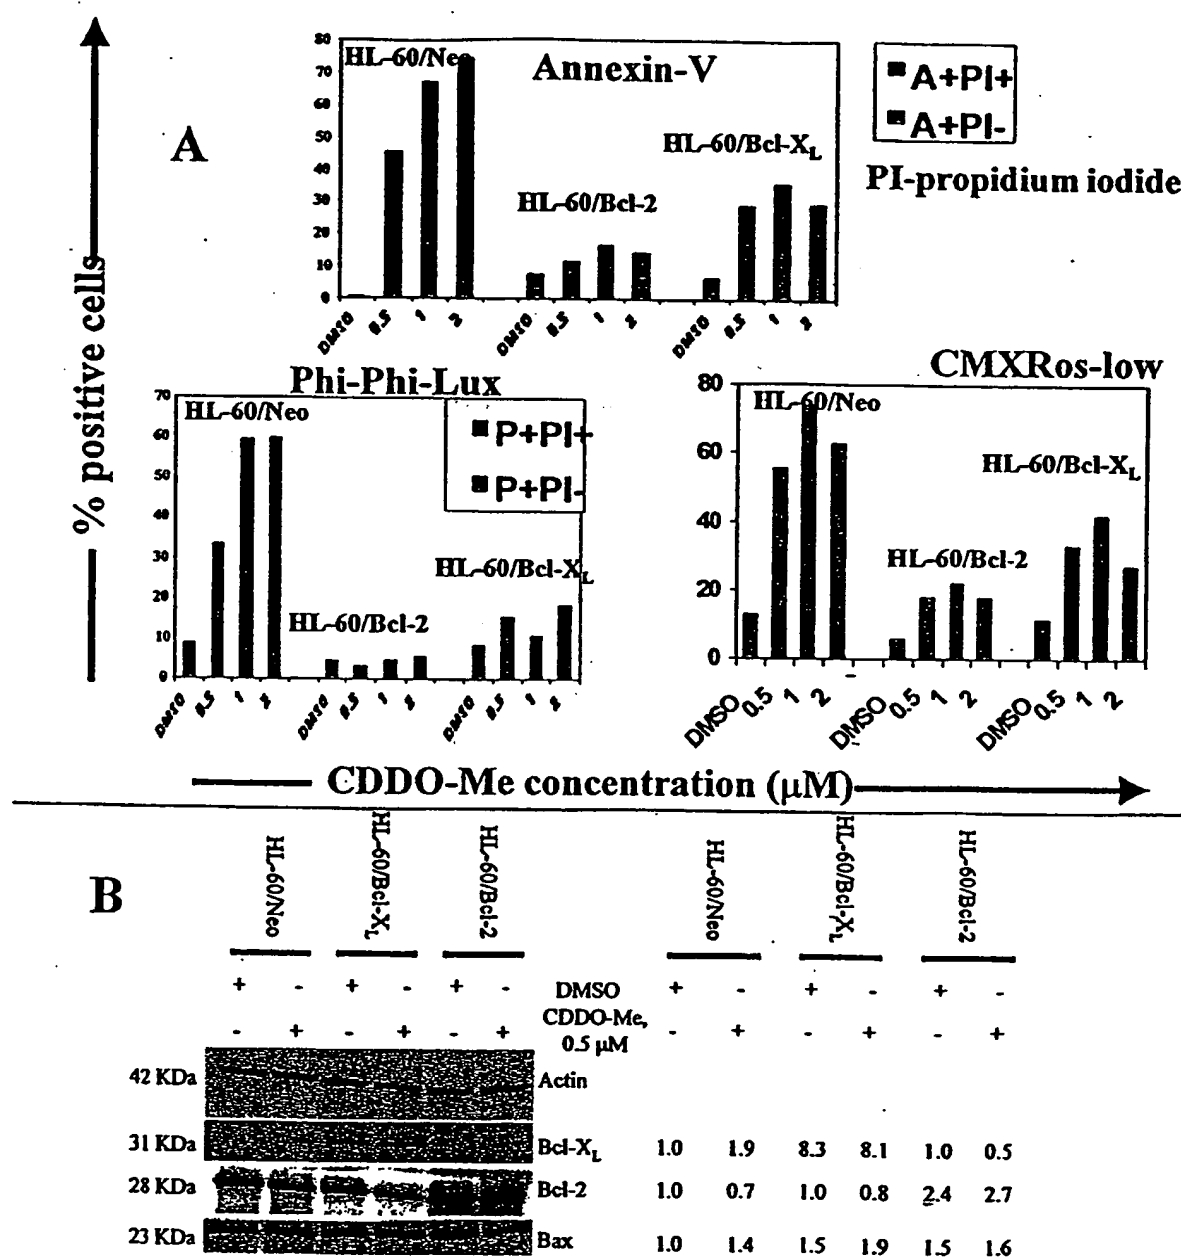 A
% positive cells
Annexin-V
HL-60/Neo
HL-60/Bcl-2
HL-60/Bcl-XL
80
70
60
50
40
30
20
10
0
DMSO 0.5 1 2 DMSO 0.5 1 2 DMSO 0.5 1 2
A+PI+
A+PI-
PI-propidium iodide
Phi-Phi-Lux
HL-60/Neo
HL-60/Bcl-2
HL-60/Bcl-XL
P+PI+
P+PI-
70
60
50
40
30
20
10
0
DMSO 0.5 1 2 DMSO 0.5 1 2 DMSO 0.5 1 2
CMXRos-low
HL-60/Neo
HL-60/Bcl-2
HL-60/Bcl-XL
80
60
40
20
0
DMSO 0.5 1 2 DMSO 0.5 1 2 DMSO 0.5 1 2
CDDO-Me concentration (μM)
B
HL-60/Neo HL-60/Bcl-XL HL-60/Bcl-2 HL-60/Neo HL-60/Bcl-XL HL-60/Bcl-2
+ - + - + - DMSO + - + - + -
- + - + - + CDDO-Me, 0.5 μM - + - + - +
42 KDa Actin
31 KDa Bcl-XL 1.0 1.9 8.3 8.1 1.0 0.5
28 KDa Bcl-2 1.0 0.7 1.0 0.8 2.4 2.7
23 KDa Bax 1.0 1.4 1.5 1.9 1.5 1.6